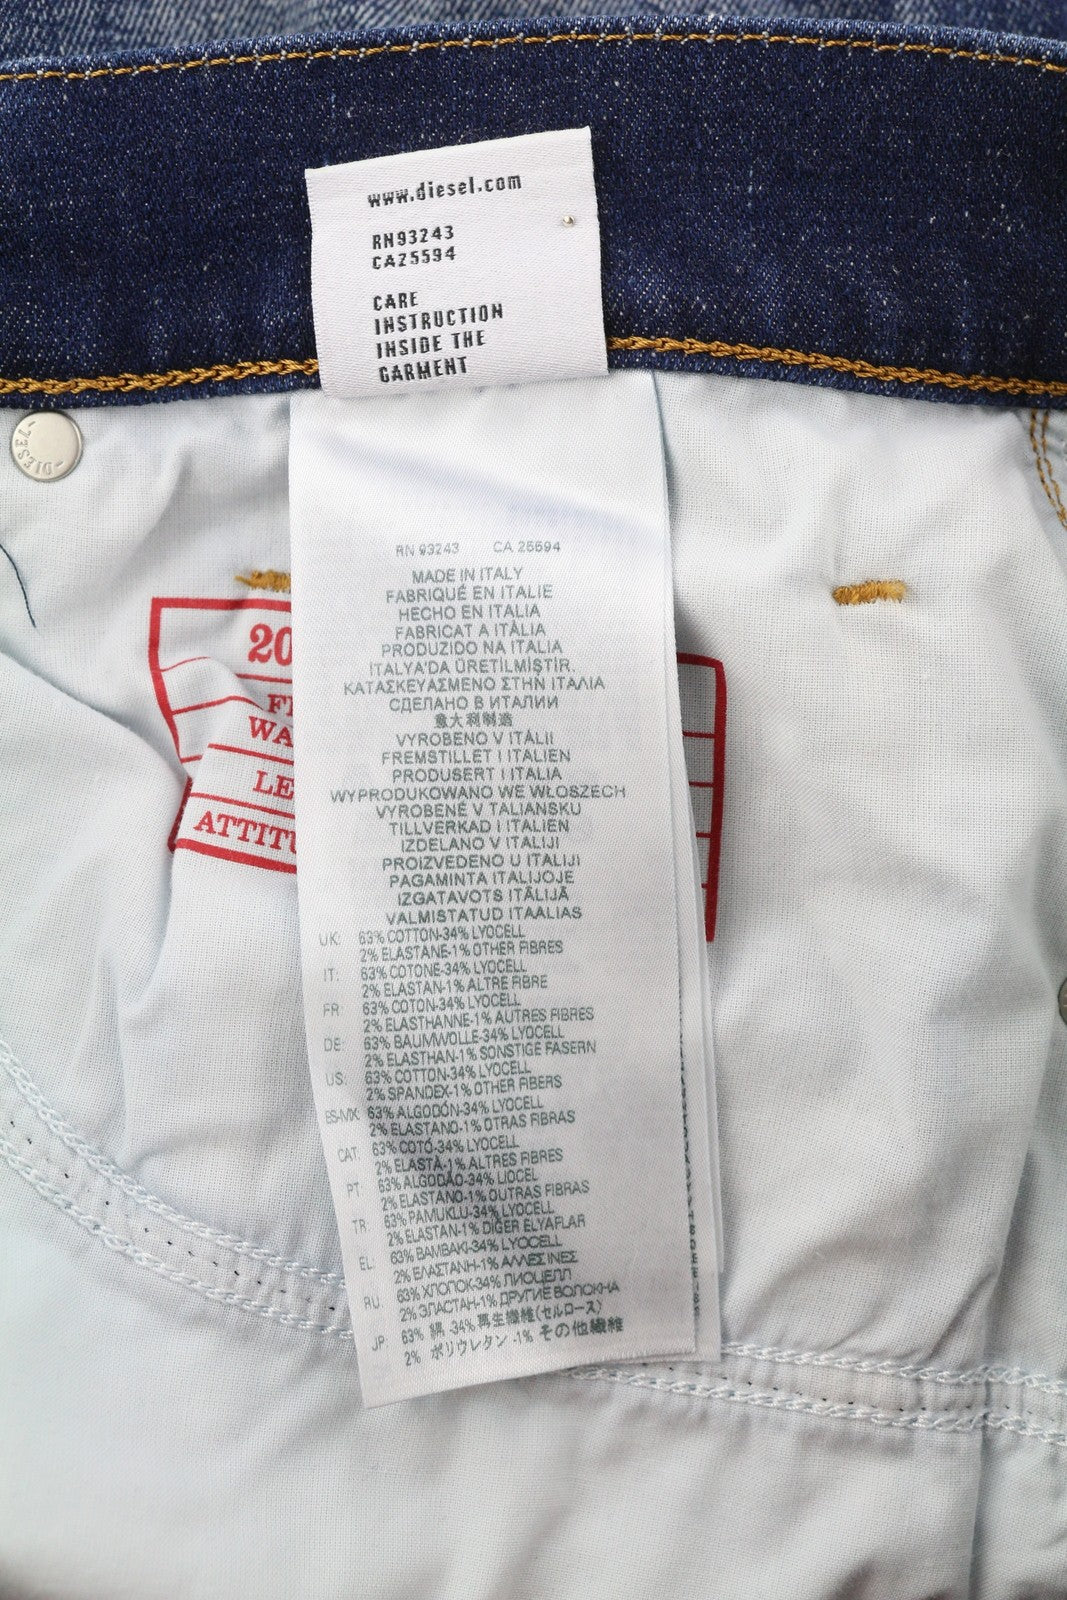 www.diesel.com
RN93243
CA25594
CARE
INSTRUCTION
INSIDE THE
GARMENT
DIESEL
RN 93243 CA 25594
MADE IN ITALY
FABRIQUÉ EN ITALIE
HECHO EN ITALIA
FABRICAT A ITÀLIA
PRODUZIDO NA ITALIA
İTALYA'DA ÜRETİLMİŞTİR.
ΚΑΤΑΣΚΕΥΑΣΜΕΝΟ ΣΤΗΝ ΙΤΑΛΙΑ
СДЕЛАНО В ИТАЛИИ
意大利制造
VYROBENO V ITÁLII
FREMSTILLET I ITALIEN
PRODUSERT I ITALIA
WYPRODUKOWANO WE WŁOSZECH
VYROBENÉ V TALIANSKU
TILLVERKAD I ITALIEN
IZDELANO V ITALIJI
PROIZVEDENO U ITALIJI
PAGAMINTA ITALIJOJE
IZGATAVOTS ITĀLIJĀ
VALMISTATUD ITAALIAS
UK: 63% COTTON-34% LYOCELL
2% ELASTANE-1% OTHER FIBRES
IT: 63% COTONE-34% LYOCELL
2% ELASTAN-1% ALTRE FIBRE
FR 63% COTON-34% LYOCELL
2% ELASTHANNE-1% AUTRES FIBRES
DE: 63% BAUMWOLLE-34% LYOCELL
2% ELASTHAN-1% SONSTIGE FASERN
US: 63% COTTON-34% LYOCELL
2% SPANDEX-1% OTHER FIBERS
ES-MX 63% ALGODÓN-34% LYOCELL
2% ELASTANO-1% OTRAS FIBRAS
CAT: 63% COTÓ-34% LYOCELL
2% ELASTÀ-1% ALTRES FIBRES
PT: 63% ALGODÃO-34% LIOCEL
2% ELASTANO-1% OUTRAS FIBRAS
TR: 63% PAMUKLU-34% LYOCELL
2% ELASTAN-1% DİĞER ELYAFLAR
EL: 63% ΒΑΜΒΑΚΙ-34% LYOCELL
2% ΕΛΑΣΤΑΝΗ-1% ΑΛΛΕΣ ΙΝΕΣ
RU: 63% ХЛОПОК-34% ЛИОЦЕЛЛ
2% ЭЛАСТАН-1% ДРУГИЕ ВОЛОКНА
JP: 63% 綿 -34% 再生繊維(セルロース)
2% ポリウレタン -1% その他繊維
20
WA
LE
ATTITU